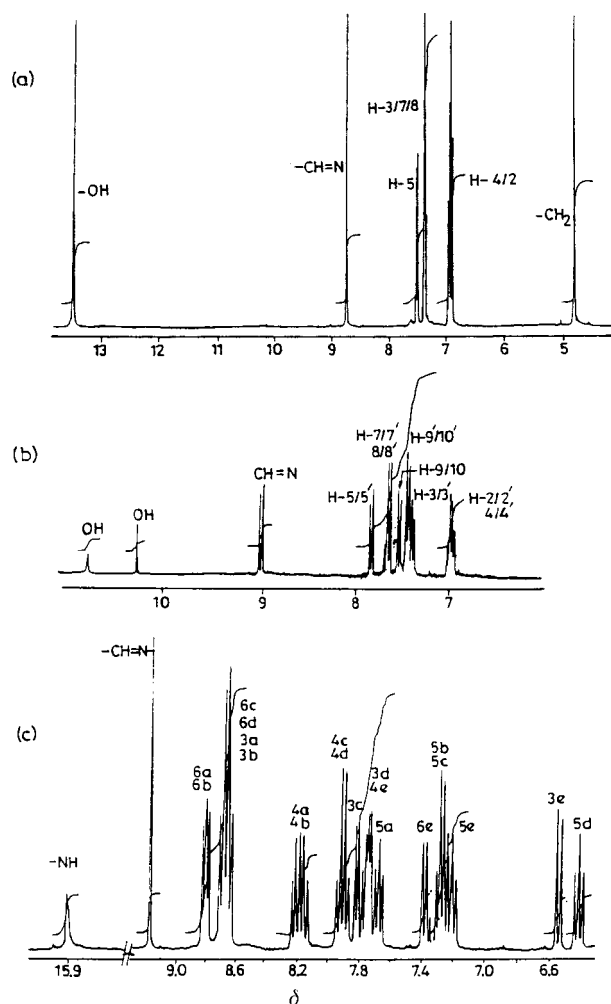 (a)
-OH
-CH=N
H-5
H-3/7/8
H-4/2
-CH2
13 12 11 10 9 8 7 6 5
(b)
OH
OH
CH=N
H-5/5'
H-7/7'
8/8'
H-9'/10'
H-9/10
H-3/3'
H-2/2'
4/4'
10 9 8 7
(c)
-NH
-CH=N-
6a
6b
6c
6d
3a
3b
4a
4b
4c
4d
3c
3d
4e
5a
6e
5b
5c
5e
3e
5d
15.9 9.0 8.6 8.2 7.8 7.4 7.0 6.6
δ